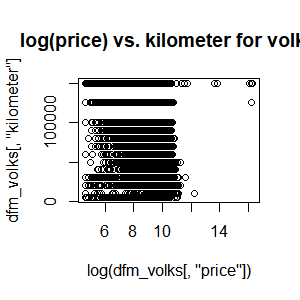 log(price) vs. kilometer for volk
dfm_volks[, "kilometer"]
0
100000
6
8
10
14
log(dfm_volks[, "price"])